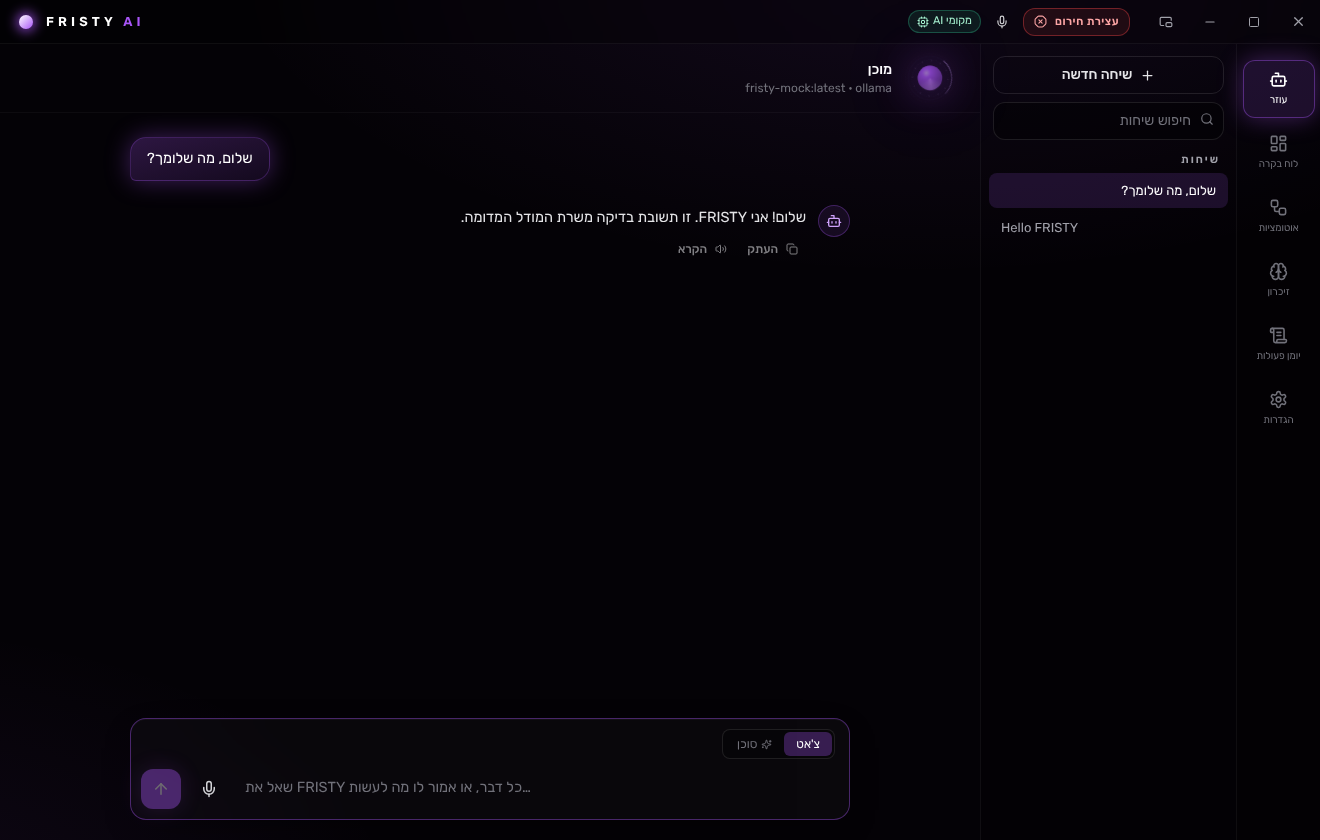 FRISTY AI
מקומי AI
עצירת חירום
מוכן
fristy-mock:latest • ollama
שלום, מה שלומך?
שלום! אני FRISTY. זו תשובת בדיקה משרת המודל המדומה.
העתק
הקרא
צ'אט
סוכן
שאל את FRISTY כל דבר, או אמור לו מה לעשות…
שיחה חדשה
חיפוש שיחות
שיחות
שלום, מה שלומך?
Hello FRISTY
עוזר
לוח בקרה
אוטומציות
זיכרון
יומן פעולות
הגדרות